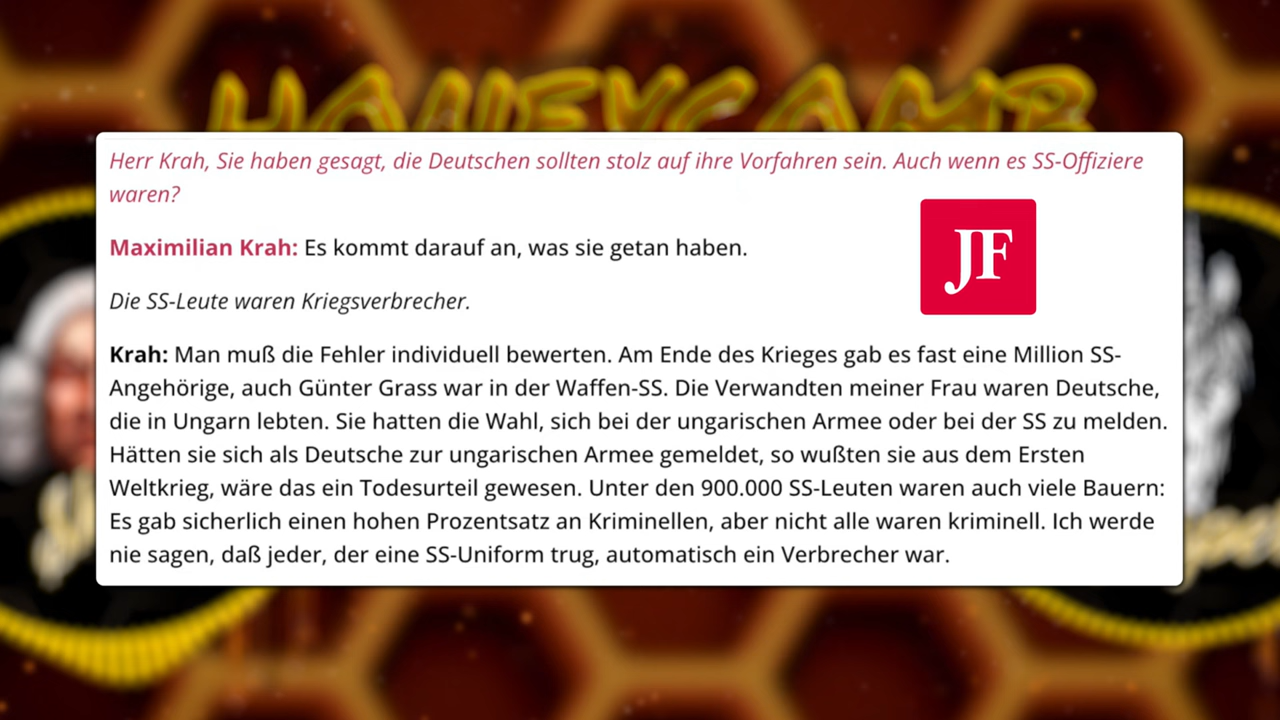 HONEYCOMB
Herr Krah, Sie haben gesagt, die Deutschen sollten stolz auf ihre Vorfahren sein. Auch wenn es SS-Offiziere
waren?
JF
Maximilian Krah: Es kommt darauf an, was sie getan haben.
Die SS-Leute waren Kriegsverbrecher.
Krah: Man muß die Fehler individuell bewerten. Am Ende des Krieges gab es fast eine Million SS-
Angehörige, auch Günter Grass war in der Waffen-SS. Die Verwandten meiner Frau waren Deutsche,
die in Ungarn lebten. Sie hatten die Wahl, sich bei der ungarischen Armee oder bei der SS zu melden.
Hätten sie sich als Deutsche zur ungarischen Armee gemeldet, so wußten sie aus dem Ersten
Weltkrieg, wäre das ein Todesurteil gewesen. Unter den 900.000 SS-Leuten waren auch viele Bauern:
Es gab sicherlich einen hohen Prozentsatz an Kriminellen, aber nicht alle waren kriminell. Ich werde
nie sagen, daß jeder, der eine SS-Uniform trug, automatisch ein Verbrecher war.